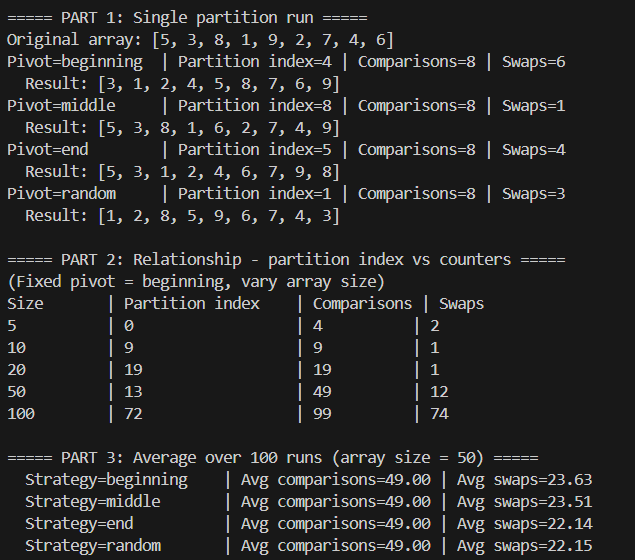 ===== PART 1: Single partition run =====
Original array: [5, 3, 8, 1, 9, 2, 7, 4, 6]
Pivot=beginning  | Partition index=4 | Comparisons=8 | Swaps=6
  Result: [3, 1, 2, 4, 5, 8, 7, 6, 9]
Pivot=middle     | Partition index=8 | Comparisons=8 | Swaps=1
  Result: [5, 3, 8, 1, 6, 2, 7, 4, 9]
Pivot=end        | Partition index=5 | Comparisons=8 | Swaps=4
  Result: [5, 3, 1, 2, 4, 6, 7, 9, 8]
Pivot=random     | Partition index=1 | Comparisons=8 | Swaps=3
  Result: [1, 2, 8, 5, 9, 6, 7, 4, 3]

===== PART 2: Relationship - partition index vs counters =====
(Fixed pivot = beginning, vary array size)
Size       | Partition index    | Comparisons | Swaps
5          | 0                  | 4          | 2
10         | 9                  | 9          | 1
20         | 19                 | 19         | 1
50         | 13                 | 49         | 12
100        | 72                 | 99         | 74

===== PART 3: Average over 100 runs (array size = 50) =====
  Strategy=beginning    | Avg comparisons=49.00 | Avg swaps=23.63
  Strategy=middle       | Avg comparisons=49.00 | Avg swaps=23.51
  Strategy=end          | Avg comparisons=49.00 | Avg swaps=22.14
  Strategy=random       | Avg comparisons=49.00 | Avg swaps=22.15